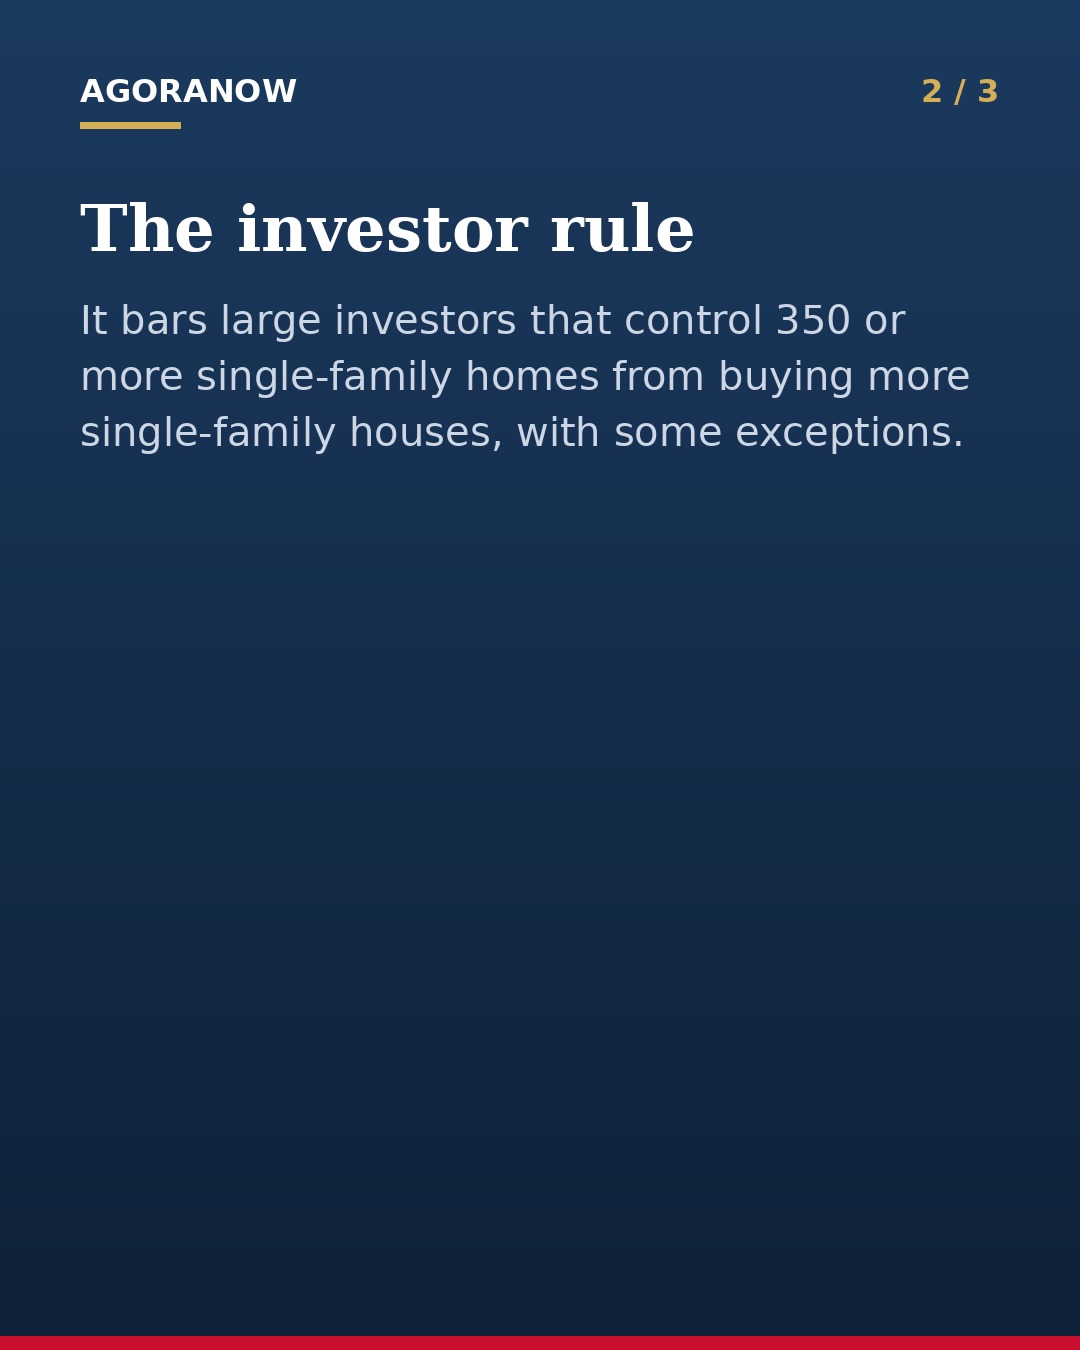 AGORANOW
2 / 3
The investor rule
It bars large investors that control 350 or
more single-family homes from buying more
single-family houses, with some exceptions.